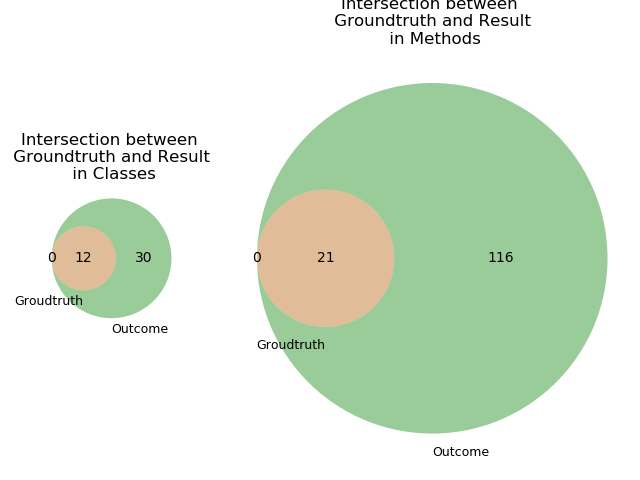 Intersection between
Groundtruth and Result
in Classes
0 12 30
Groudtruth
Outcome
Intersection between
Groundtruth and Result
in Methods
0 21 116
Groudtruth
Outcome